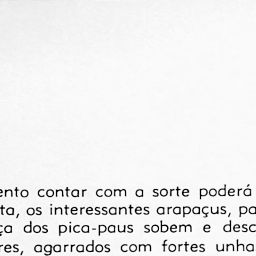 ento contar com a sorte poderá
ta, os interessantes arapaçus, pa
ça dos pica-paus sobem e desc
res, agarrados com fortes unha